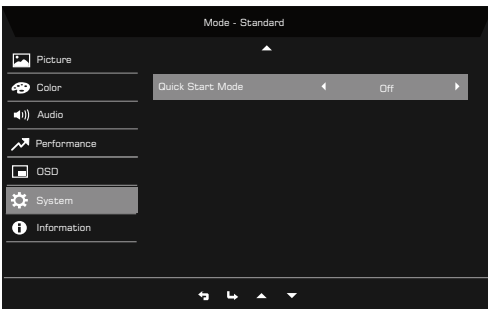 Mode - Standard
Picture
Color
Quick Start Mode Off
Audio
Performance
OSD
System
Information